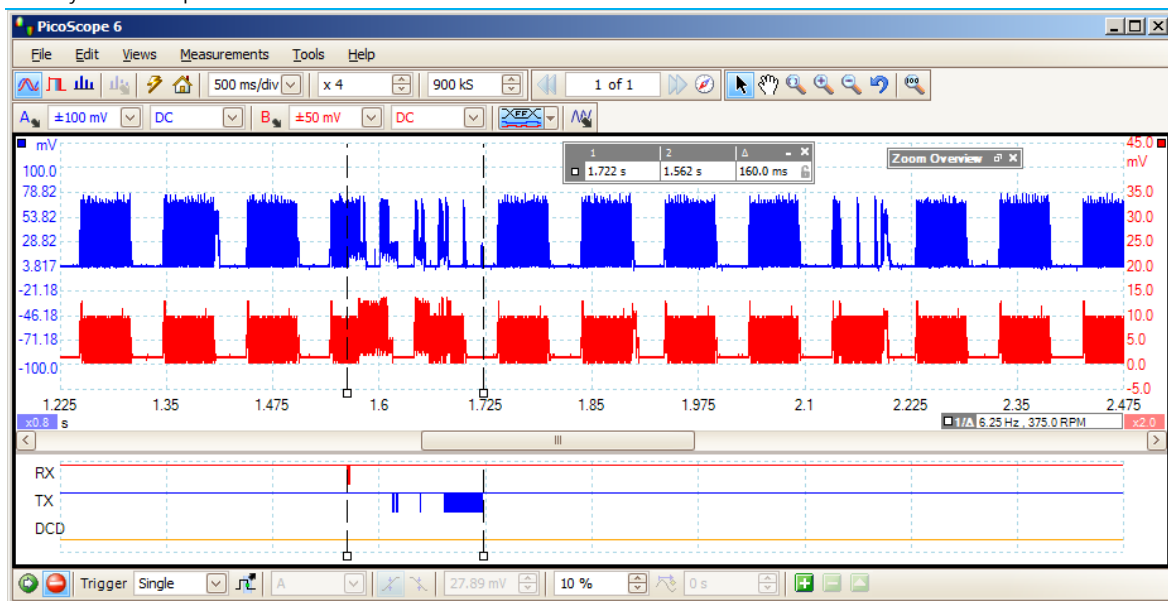 PicoScope 6
File Edit Views Measurements Tools Help
500 ms/div x 4 900 kS 1 of 1
A ±100 mV DC B ±50 mV DC
mV 45.0
mV
1 2 Δ
1.722 s 1.562 s 160.0 ms
Zoom Overview
100.0
78.82 35.0
53.82 30.0
28.82 25.0
3.817 20.0
-21.18 15.0
-46.18 10.0
-71.18 5.0
-100.0 0.0
-5.0
1.225 1.35 1.475 1.6 1.725 1.85 1.975 2.1 2.225 2.35 2.475
x0.8 s 1/Δ 6.25 Hz , 375.0 RPM x2.0
RX
TX
DCD
Trigger Single A 27.89 mV 10 % 0 s